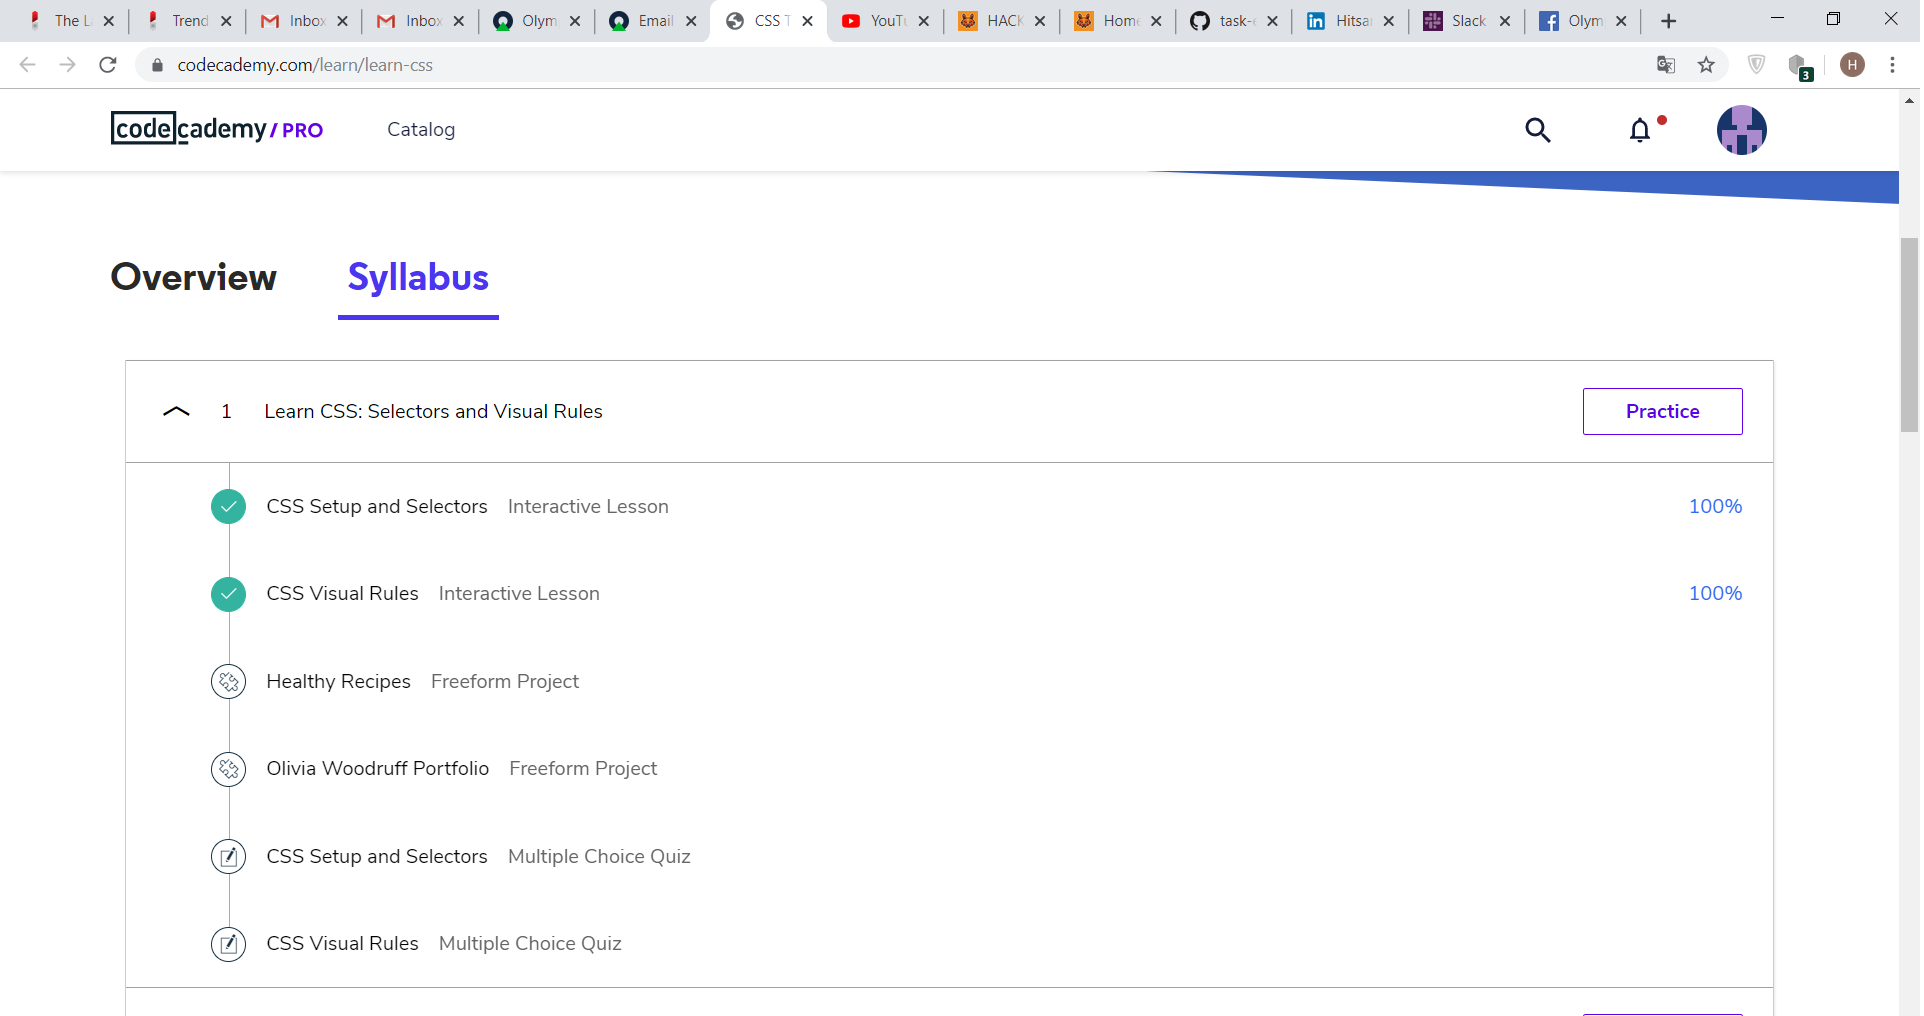 The L Trend Inbox Inbox Olym Email CSS T YouTu HACK Home task-e Hitsa Slack Olym
codecademy.com/learn/learn-css 3 H
codecademy / PRO Catalog
Overview Syllabus
1 Learn CSS: Selectors and Visual Rules Practice
CSS Setup and Selectors Interactive Lesson 100%
CSS Visual Rules Interactive Lesson 100%
Healthy Recipes Freeform Project
Olivia Woodruff Portfolio Freeform Project
CSS Setup and Selectors Multiple Choice Quiz
CSS Visual Rules Multiple Choice Quiz